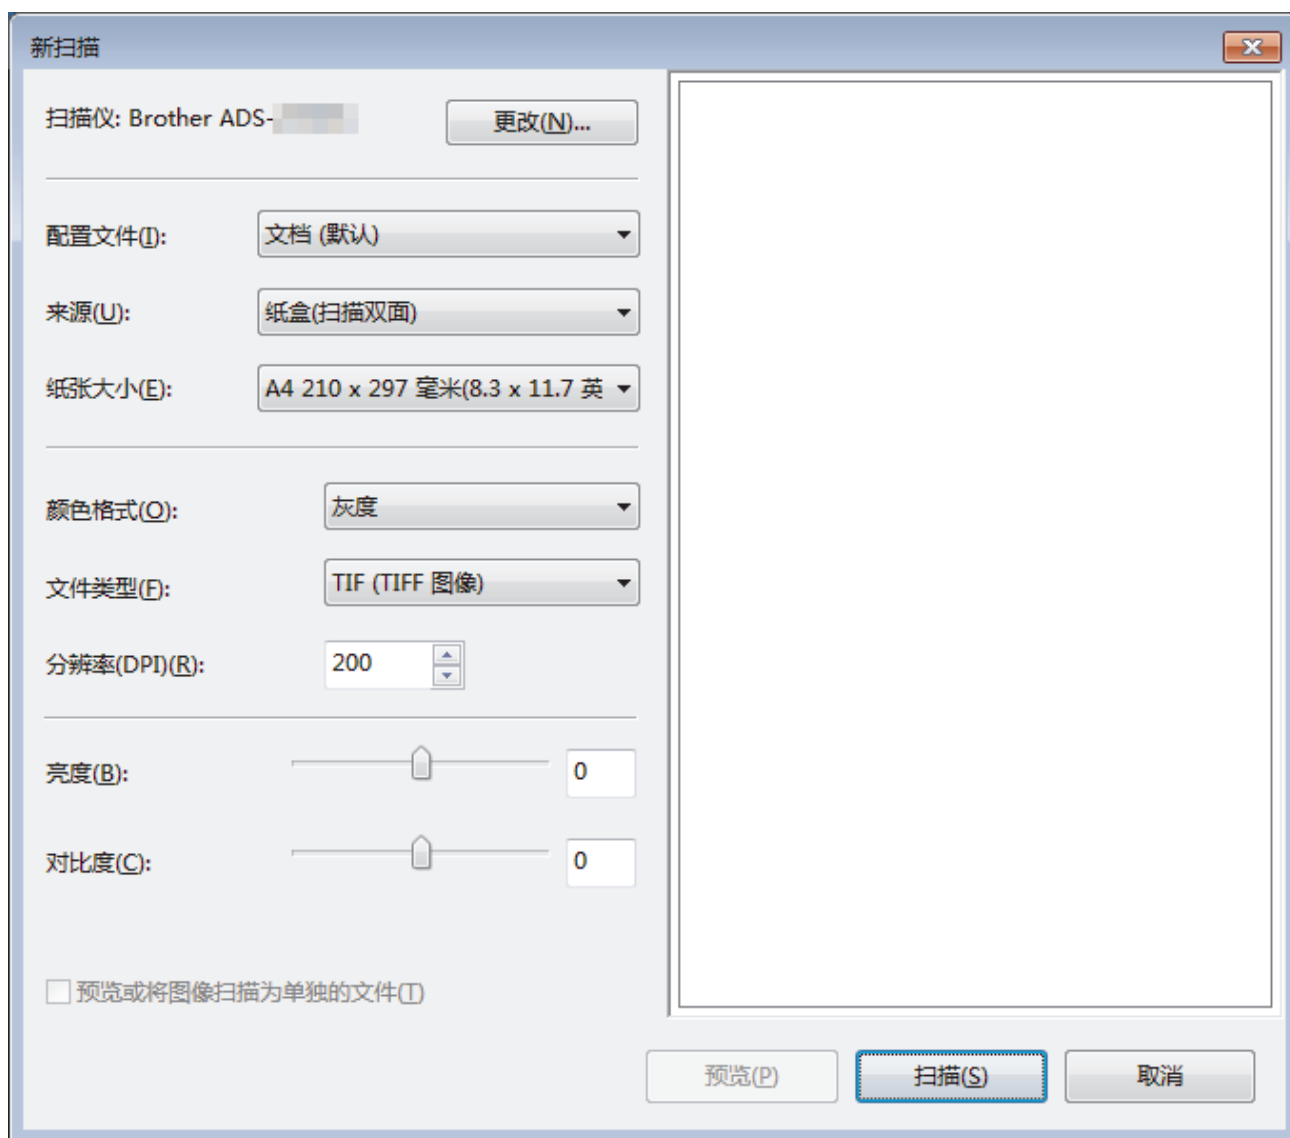 新扫描
扫描仪: Brother ADS-
更改(N)...
配置文件(I):
文档 (默认)
来源(U):
纸盒(扫描双面)
纸张大小(E):
A4 210 x 297 毫米(8.3 x 11.7 英
颜色格式(O):
灰度
文件类型(F):
TIF (TIFF 图像)
分辨率(DPI)(R):
200
亮度(B):
0
对比度(C):
0
预览或将图像扫描为单独的文件(T)
预览(P)
扫描(S)
取消